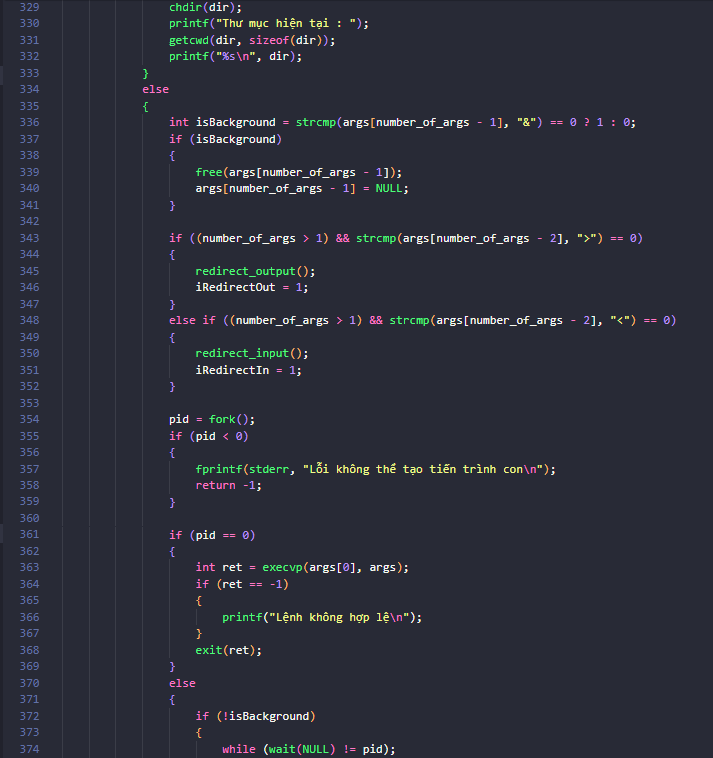 329 chdir(dir);
330 printf("Thư mục hiện tại : ");
331 getcwd(dir, sizeof(dir));
332 printf("%s\n", dir);
333 }
334 else
335 {
336 int isBackground = strcmp(args[number_of_args - 1], "&") == 0 ? 1 : 0;
337 if (isBackground)
338 {
339 free(args[number_of_args - 1]);
340 args[number_of_args - 1] = NULL;
341 }
342
343 if ((number_of_args > 1) && strcmp(args[number_of_args - 2], ">") == 0)
344 {
345 redirect_output();
346 iRedirectOut = 1;
347 }
348 else if ((number_of_args > 1) && strcmp(args[number_of_args - 2], "<") == 0)
349 {
350 redirect_input();
351 iRedirectIn = 1;
352 }
353
354 pid = fork();
355 if (pid < 0)
356 {
357 fprintf(stderr, "Lỗi không thể tạo tiến trình con\n");
358 return -1;
359 }
360
361 if (pid == 0)
362 {
363 int ret = execvp(args[0], args);
364 if (ret == -1)
365 {
366 printf("Lệnh không hợp lệ\n");
367 }
368 exit(ret);
369 }
370 else
371 {
372 if (!isBackground)
373 {
374 while (wait(NULL) != pid);